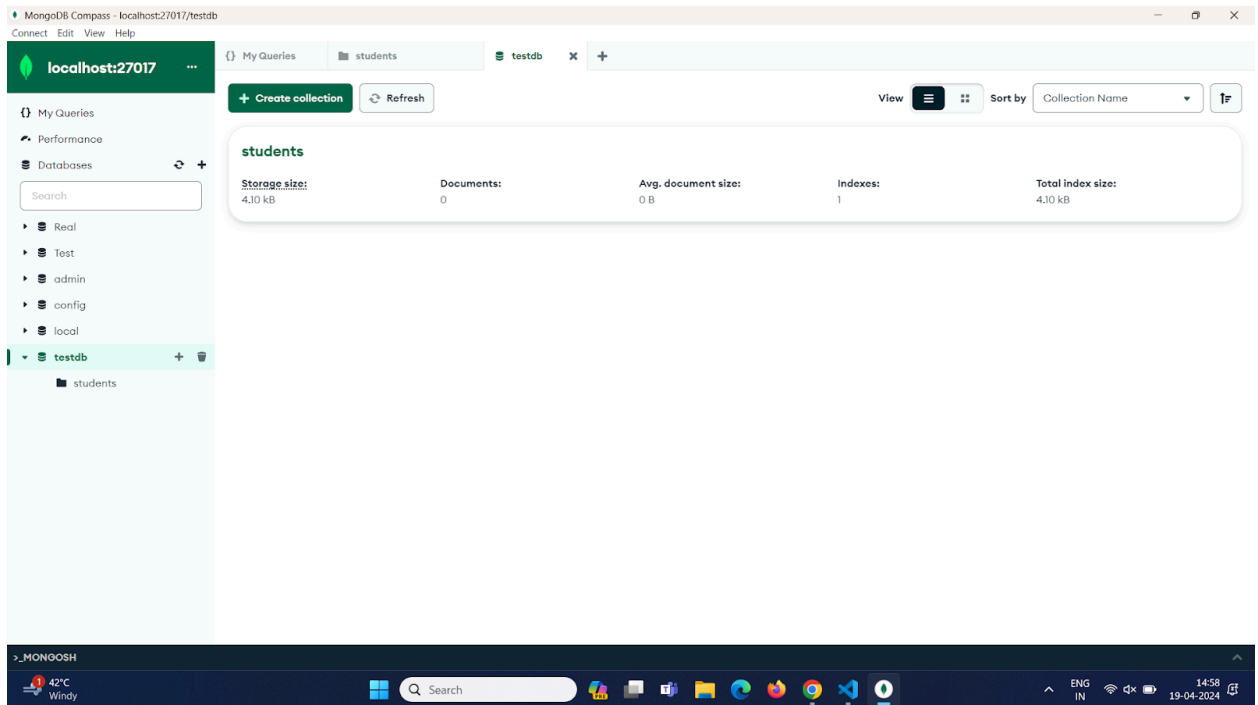 MongoDB Compass - localhost:27017/testdb
Connect Edit View Help
localhost:27017 ...
{} My Queries
students
testdb
{} My Queries
Performance
Databases
Search
Real
Test
admin
config
local
testdb
students
+ Create collection
Refresh
View
Sort by
Collection Name
students
Storage size: Documents: Avg. document size: Indexes: Total index size:
4.10 kB 0 0 B 1 4.10 kB
>_MONGOSH
1
42°C
Windy
Search
PRE
ENG
IN
14:58
19-04-2024